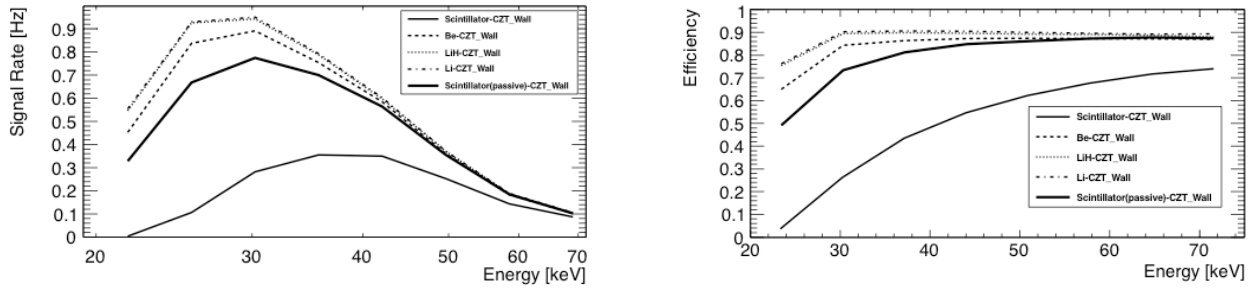 Signal Rate [Hz]
0.9
0.8
0.7
0.6
0.5
0.4
0.3
0.2
0.1
0
Scintillator-CZT_Wall
Be-CZT_Wall
LiH-CZT_Wall
Li-CZT_Wall
Scintillator(passive)-CZT_Wall
20 30 40 50 60 70
Energy [keV]
Efficiency
1
0.9
0.8
0.7
0.6
0.5
0.4
0.3
0.2
0.1
0
Scintillator-CZT_Wall
Be-CZT_Wall
LiH-CZT_Wall
Li-CZT_Wall
Scintillator(passive)-CZT_Wall
20 30 40 50 60 70
Energy [keV]